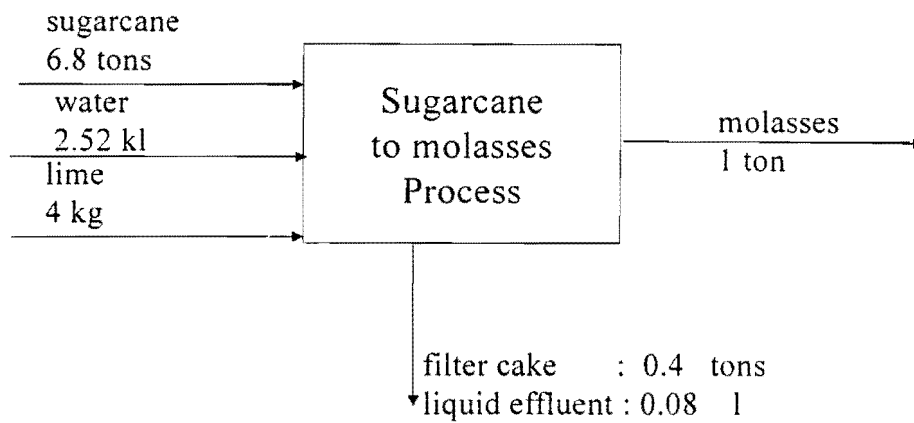 sugarcane
6.8 tons
water
2.52 kl
lime
4 kg
Sugarcane
to molasses
Process
molasses
1 ton
filter cake : 0.4 tons
liquid effluent : 0.08 l